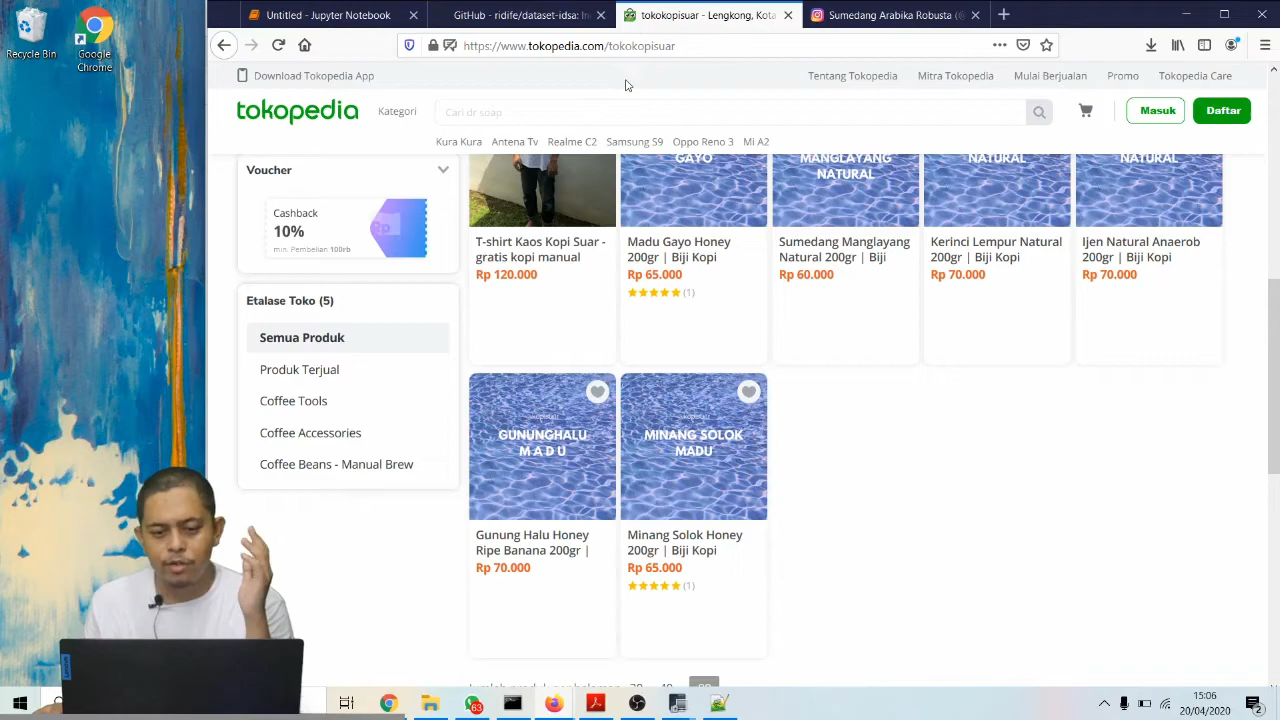 Recycle Bin
Google
Chrome
Untitled - Jupyter Notebook
GitHub - ridife/dataset-idsa: Inc
tokokopisuar - Lengkong, Kota
Sumedang Arabika Robusta (@
https://www.tokopedia.com/tokokopisuar
Download Tokopedia App
Tentang Tokopedia
Mitra Tokopedia
Mulai Berjualan
Promo
Tokopedia Care
tokopedia
Kategori
Masuk
Daftar
Kura Kura
Antena Tv
Realme C2
Samsung S9
Oppo Reno 3
Mi A2
Voucher
Cashback
10%
min. Pembelian 100rb
Etalase Toko (5)
Semua Produk
Produk Terjual
Coffee Tools
Coffee Accessories
Coffee Beans - Manual Brew
GAYO
MANGLAYANG
NATURAL
NATURAL
NATURAL
T-shirt Kaos Kopi Suar -
gratis kopi manual
Rp 120.000
Madu Gayo Honey
200gr | Biji Kopi
Rp 65.000
(1)
Sumedang Manglayang
Natural 200gr | Biji
Rp 60.000
Kerinci Lempur Natural
200gr | Biji Kopi
Rp 70.000
Ijen Natural Anaerob
200gr | Biji Kopi
Rp 70.000
GUNUNGHALU
MADU
MINANG SOLOK
MADU
Gunung Halu Honey
Ripe Banana 200gr |
Rp 70.000
Minang Solok Honey
200gr | Biji Kopi
Rp 65.000
(1)
Lenovo
63
15:06
20/04/2020
2